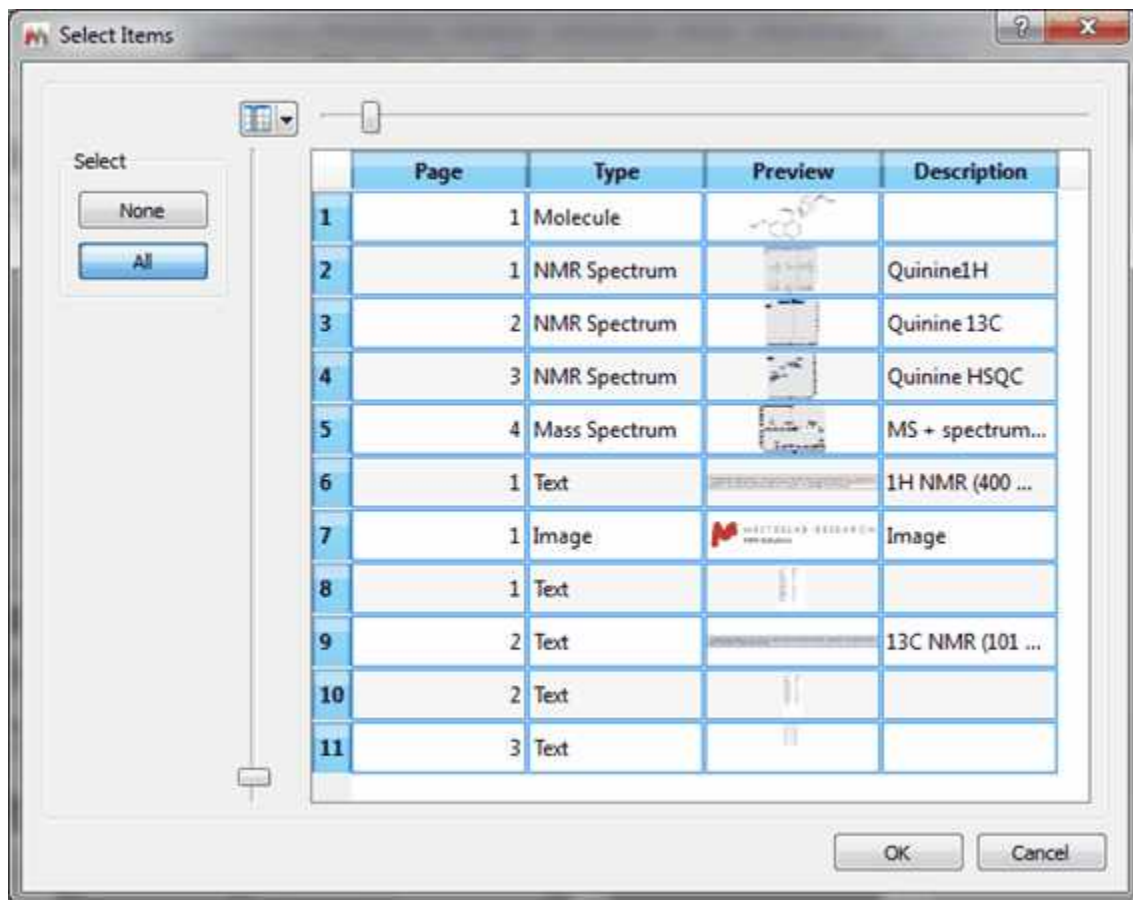 Select Items
Select
None
All
Page Type Preview Description
1 1 Molecule
2 1 NMR Spectrum Quinine1H
3 2 NMR Spectrum Quinine 13C
4 3 NMR Spectrum Quinine HSQC
5 4 Mass Spectrum MS + spectrum...
6 1 Text 1H NMR (400 ...
7 1 Image MESTRELAB RESEARCH Image
8 1 Text
9 2 Text 13C NMR (101 ...
10 2 Text
11 3 Text
OK Cancel